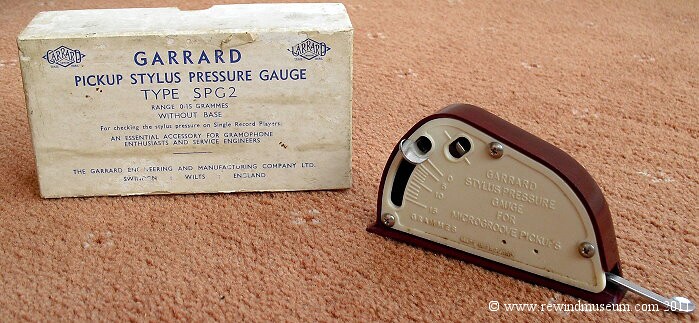 GARRARD
GARRARD
GARRARD
PICKUP STYLUS PRESSURE GAUGE
TYPE SPG2
RANGE 0-15 GRAMMES
WITHOUT BASE
For checking the stylus pressure on Single Record Players.
AN ESSENTIAL ACCESSORY FOR GRAMOPHONE
ENTHUSIASTS AND SERVICE ENGINEERS
THE GARRARD ENGINEERING AND MANUFACTURING COMPANY LTD.
SWINDON WILTS ENGLAND
0
5
10
15
GRAMMES
GARRARD
STYLUS PRESSURE
GAUGE
FOR
MICROGROOVE PICKUPS
© www.rewindmuseum.com 2011